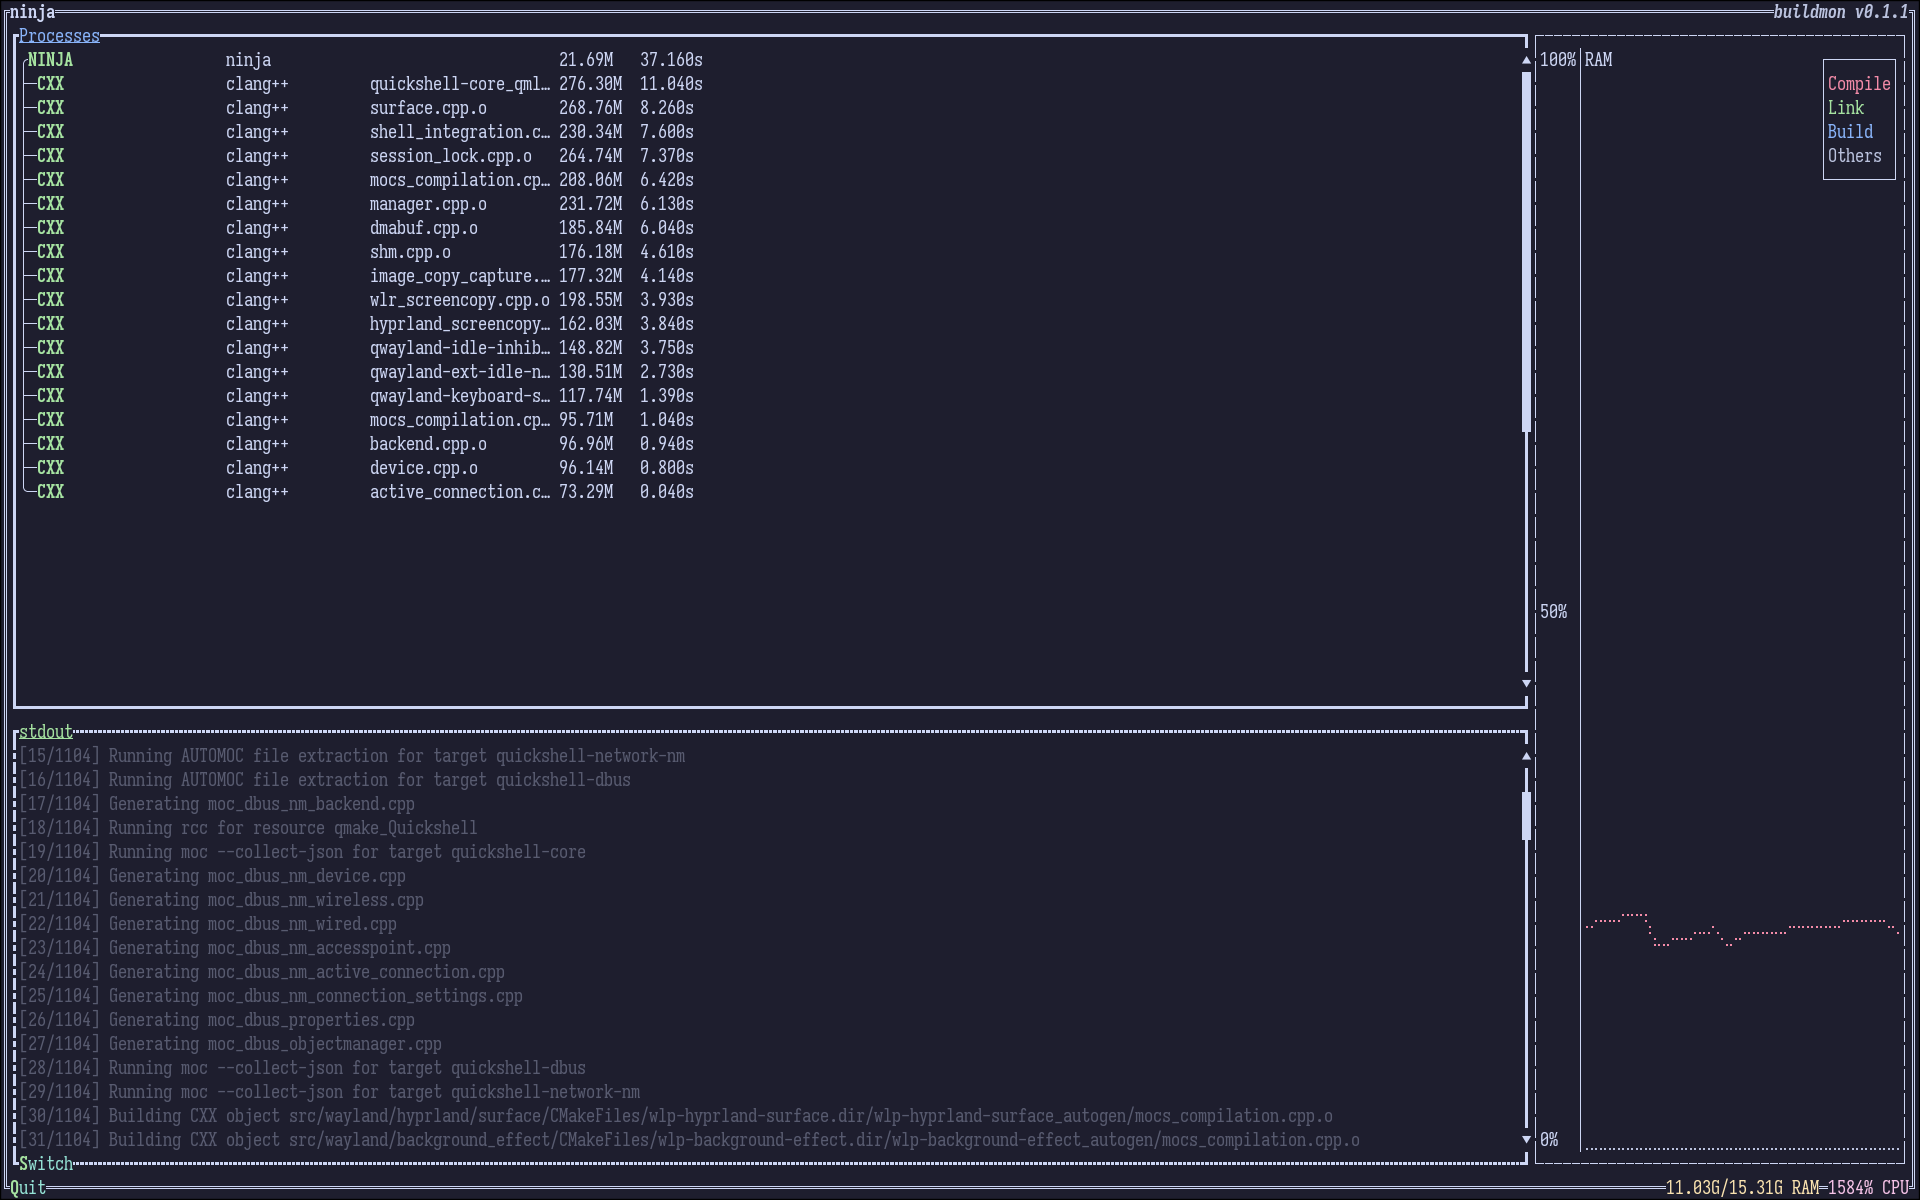 ninja buildmon v0.1.1
Processes
NINJA ninja 21.69M 37.160s
CXX clang++ quickshell-core_qml… 276.30M 11.040s
CXX clang++ surface.cpp.o 268.76M 8.260s
CXX clang++ shell_integration.c… 230.34M 7.600s
CXX clang++ session_lock.cpp.o 264.74M 7.370s
CXX clang++ mocs_compilation.cp… 208.06M 6.420s
CXX clang++ manager.cpp.o 231.72M 6.130s
CXX clang++ dmabuf.cpp.o 185.84M 6.040s
CXX clang++ shm.cpp.o 176.18M 4.610s
CXX clang++ image_copy_capture.… 177.32M 4.140s
CXX clang++ wlr_screencopy.cpp.o 198.55M 3.930s
CXX clang++ hyprland_screencopy… 162.03M 3.840s
CXX clang++ qwayland-idle-inhib… 148.82M 3.750s
CXX clang++ qwayland-ext-idle-n… 130.51M 2.730s
CXX clang++ qwayland-keyboard-s… 117.74M 1.390s
CXX clang++ mocs_compilation.cp… 95.71M 1.040s
CXX clang++ backend.cpp.o 96.96M 0.940s
CXX clang++ device.cpp.o 96.14M 0.800s
CXX clang++ active_connection.c… 73.29M 0.040s
100% RAM
Compile
Link
Build
Others
50%
0%
stdout
[15/1104] Running AUTOMOC file extraction for target quickshell-network-nm
[16/1104] Running AUTOMOC file extraction for target quickshell-dbus
[17/1104] Generating moc_dbus_nm_backend.cpp
[18/1104] Running rcc for resource qmake_Quickshell
[19/1104] Running moc --collect-json for target quickshell-core
[20/1104] Generating moc_dbus_nm_device.cpp
[21/1104] Generating moc_dbus_nm_wireless.cpp
[22/1104] Generating moc_dbus_nm_wired.cpp
[23/1104] Generating moc_dbus_nm_accesspoint.cpp
[24/1104] Generating moc_dbus_nm_active_connection.cpp
[25/1104] Generating moc_dbus_nm_connection_settings.cpp
[26/1104] Generating moc_dbus_properties.cpp
[27/1104] Generating moc_dbus_objectmanager.cpp
[28/1104] Running moc --collect-json for target quickshell-dbus
[29/1104] Running moc --collect-json for target quickshell-network-nm
[30/1104] Building CXX object src/wayland/hyprland/surface/CMakeFiles/wlp-hyprland-surface.dir/wlp-hyprland-surface_autogen/mocs_compilation.cpp.o
[31/1104] Building CXX object src/wayland/background_effect/CMakeFiles/wlp-background-effect.dir/wlp-background-effect_autogen/mocs_compilation.cpp.o
Switch
Quit 11.03G/15.31G RAM 1584% CPU